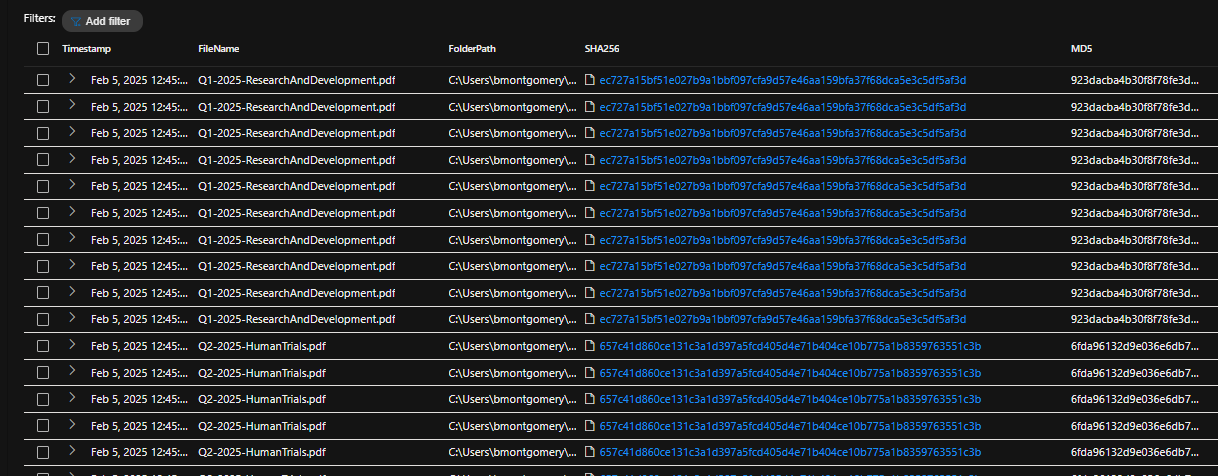 Filters: Add filter
Timestamp FileName FolderPath SHA256 MD5
Feb 5, 2025 12:45:... Q1-2025-ResearchAndDevelopment.pdf C:\Users\bmontgomery\... ec727a15bf51e027b9a1bbf097cfa9d57e46aa159bfa37f68dca5e3c5df5af3d 923dacba4b30f8f78fe3d...
Feb 5, 2025 12:45:... Q1-2025-ResearchAndDevelopment.pdf C:\Users\bmontgomery\... ec727a15bf51e027b9a1bbf097cfa9d57e46aa159bfa37f68dca5e3c5df5af3d 923dacba4b30f8f78fe3d...
Feb 5, 2025 12:45:... Q1-2025-ResearchAndDevelopment.pdf C:\Users\bmontgomery\... ec727a15bf51e027b9a1bbf097cfa9d57e46aa159bfa37f68dca5e3c5df5af3d 923dacba4b30f8f78fe3d...
Feb 5, 2025 12:45:... Q1-2025-ResearchAndDevelopment.pdf C:\Users\bmontgomery\... ec727a15bf51e027b9a1bbf097cfa9d57e46aa159bfa37f68dca5e3c5df5af3d 923dacba4b30f8f78fe3d...
Feb 5, 2025 12:45:... Q1-2025-ResearchAndDevelopment.pdf C:\Users\bmontgomery\... ec727a15bf51e027b9a1bbf097cfa9d57e46aa159bfa37f68dca5e3c5df5af3d 923dacba4b30f8f78fe3d...
Feb 5, 2025 12:45:... Q1-2025-ResearchAndDevelopment.pdf C:\Users\bmontgomery\... ec727a15bf51e027b9a1bbf097cfa9d57e46aa159bfa37f68dca5e3c5df5af3d 923dacba4b30f8f78fe3d...
Feb 5, 2025 12:45:... Q1-2025-ResearchAndDevelopment.pdf C:\Users\bmontgomery\... ec727a15bf51e027b9a1bbf097cfa9d57e46aa159bfa37f68dca5e3c5df5af3d 923dacba4b30f8f78fe3d...
Feb 5, 2025 12:45:... Q1-2025-ResearchAndDevelopment.pdf C:\Users\bmontgomery\... ec727a15bf51e027b9a1bbf097cfa9d57e46aa159bfa37f68dca5e3c5df5af3d 923dacba4b30f8f78fe3d...
Feb 5, 2025 12:45:... Q1-2025-ResearchAndDevelopment.pdf C:\Users\bmontgomery\... ec727a15bf51e027b9a1bbf097cfa9d57e46aa159bfa37f68dca5e3c5df5af3d 923dacba4b30f8f78fe3d...
Feb 5, 2025 12:45:... Q1-2025-ResearchAndDevelopment.pdf C:\Users\bmontgomery\... ec727a15bf51e027b9a1bbf097cfa9d57e46aa159bfa37f68dca5e3c5df5af3d 923dacba4b30f8f78fe3d...
Feb 5, 2025 12:45:... Q2-2025-HumanTrials.pdf C:\Users\bmontgomery\... 657c41d860ce131c3a1d397a5fcd405d4e71b404ce10b775a1b8359763551c3b 6fda96132d9e036e6db7...
Feb 5, 2025 12:45:... Q2-2025-HumanTrials.pdf C:\Users\bmontgomery\... 657c41d860ce131c3a1d397a5fcd405d4e71b404ce10b775a1b8359763551c3b 6fda96132d9e036e6db7...
Feb 5, 2025 12:45:... Q2-2025-HumanTrials.pdf C:\Users\bmontgomery\... 657c41d860ce131c3a1d397a5fcd405d4e71b404ce10b775a1b8359763551c3b 6fda96132d9e036e6db7...
Feb 5, 2025 12:45:... Q2-2025-HumanTrials.pdf C:\Users\bmontgomery\... 657c41d860ce131c3a1d397a5fcd405d4e71b404ce10b775a1b8359763551c3b 6fda96132d9e036e6db7...
Feb 5, 2025 12:45:... Q2-2025-HumanTrials.pdf C:\Users\bmontgomery\... 657c41d860ce131c3a1d397a5fcd405d4e71b404ce10b775a1b8359763551c3b 6fda96132d9e036e6db7...